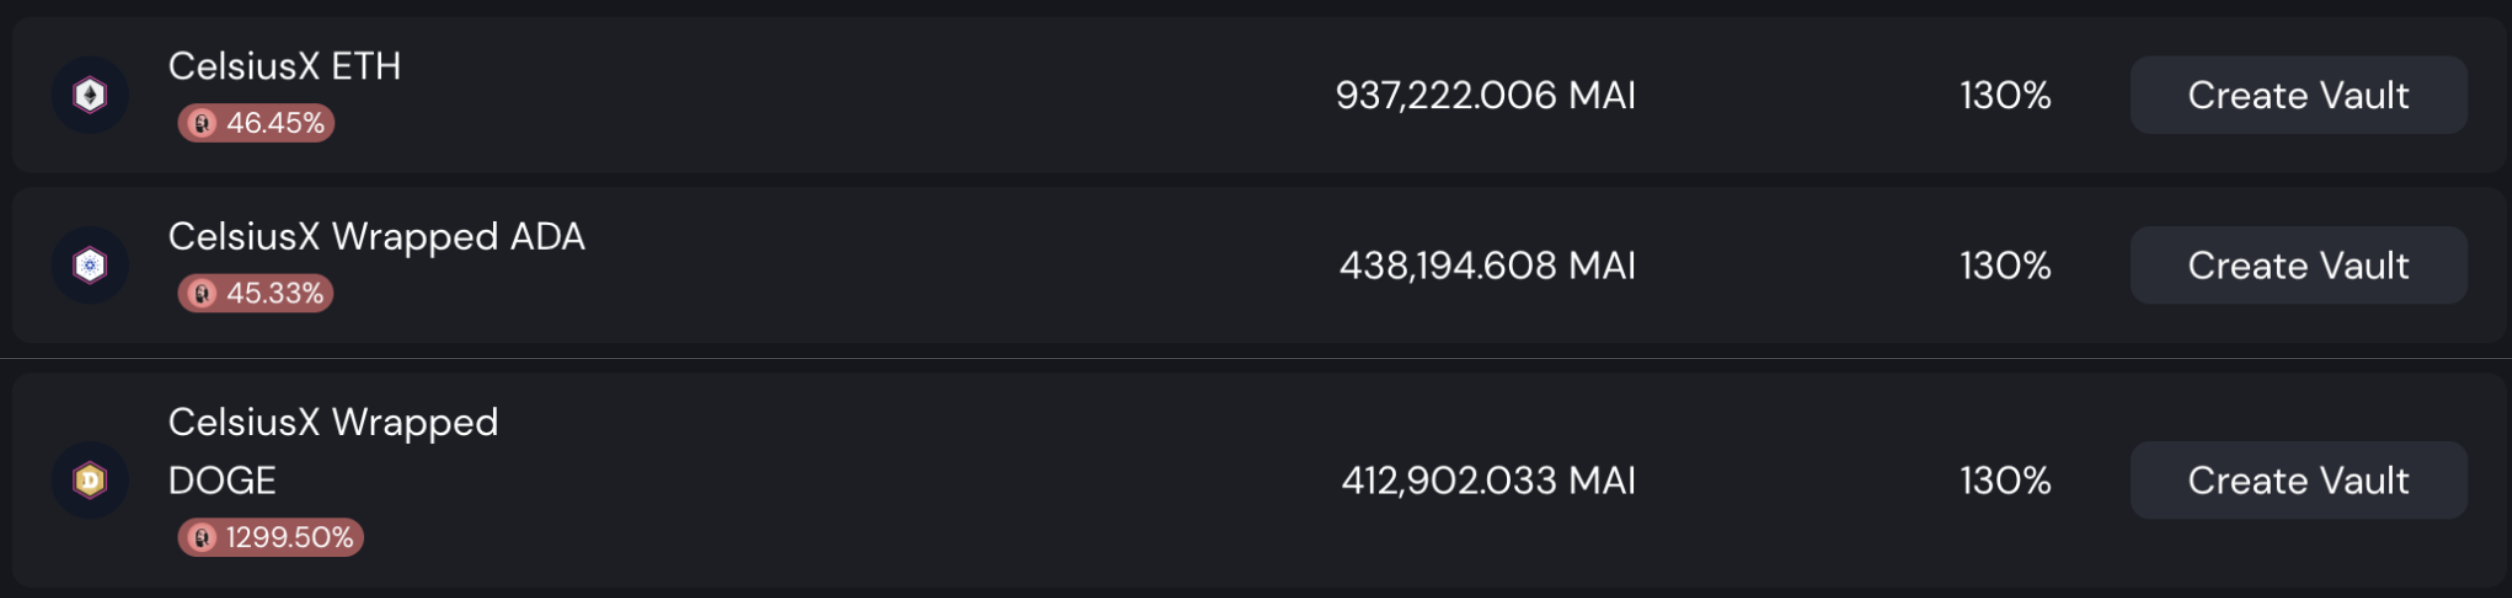 CelsiusX ETH
46.45%
937,222.006 MAI
130%
Create Vault
CelsiusX Wrapped ADA
45.33%
438,194.608 MAI
130%
Create Vault
CelsiusX Wrapped
DOGE
1299.50%
412,902.033 MAI
130%
Create Vault